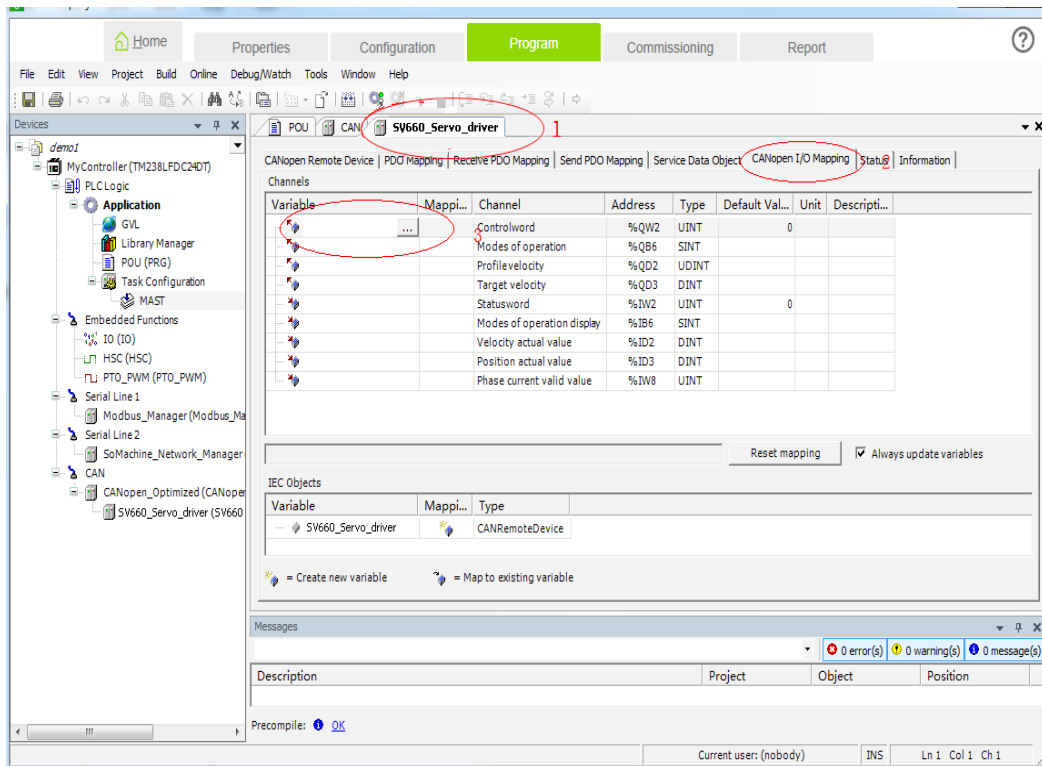 Home Properties Configuration Program Commissioning Report ?
File Edit View Project Build Online Debug/Watch Tools Window Help
Devices
POU CAN SV660_Servo_driver 1
demo1
MyController (TM238LFDC24DT)
PLC Logic
Application
GVL
Library Manager
POU (PRG)
Task Configuration
MAST
Embedded Functions
IO (IO)
HSC (HSC)
PTO_PWM (PTO_PWM)
Serial Line 1
Modbus_Manager (Modbus_Ma
Serial Line 2
SoMachine_Network_Manager
CAN
CANopen_Optimized (CANoper
SV660_Servo_driver (SV660
CANopen Remote Device PDO Mapping Receive PDO Mapping Send PDO Mapping Service Data Object CANopen I/O Mapping Status 2 Information
Channels
Variable Mappi... Channel Address Type Default Val... Unit Descripti...
... 3 Controlword %QW2 UINT 0
Modes of operation %QB6 SINT
Profilevelocity %QD2 UDINT
Target velocity %QD3 DINT
Statusword %IW2 UINT 0
Modes of operation display %IB6 SINT
Velocity actual value %ID2 DINT
Position actual value %ID3 DINT
Phase current valid value %IW8 UINT
Reset mapping Always update variables
IEC Objects
Variable Mappi... Type
SV660_Servo_driver CANRemoteDevice
= Create new variable = Map to existing variable
Messages
0 error(s) 0 warning(s) 0 message(s)
Description Project Object Position
Precompile: OK
Current user: (nobody) INS Ln 1 Col 1 Ch 1